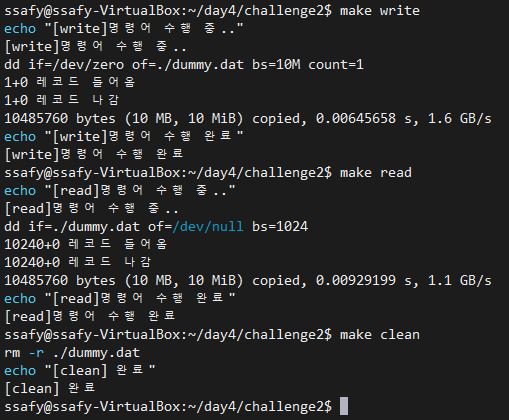 ssafy@ssafy-VirtualBox:~/day4/challenge2$ make write
echo "[write]명령어 수행 중.."
[write]명령어 수행 중..
dd if=/dev/zero of=./dummy.dat bs=10M count=1
1+0 레코드 들어옴
1+0 레코드 나감
10485760 bytes (10 MB, 10 MiB) copied, 0.00645658 s, 1.6 GB/s
echo "[write]명령어 수행 완료"
[write]명령어 수행 완료
ssafy@ssafy-VirtualBox:~/day4/challenge2$ make read
echo "[read]명령어 수행 중.."
[read]명령어 수행 중..
dd if=./dummy.dat of=/dev/null bs=1024
10240+0 레코드 들어옴
10240+0 레코드 나감
10485760 bytes (10 MB, 10 MiB) copied, 0.00929199 s, 1.1 GB/s
echo "[read]명령어 수행 완료"
[read]명령어 수행 완료
ssafy@ssafy-VirtualBox:~/day4/challenge2$ make clean
rm -r ./dummy.dat
echo "[clean] 완료"
[clean] 완료
ssafy@ssafy-VirtualBox:~/day4/challenge2$